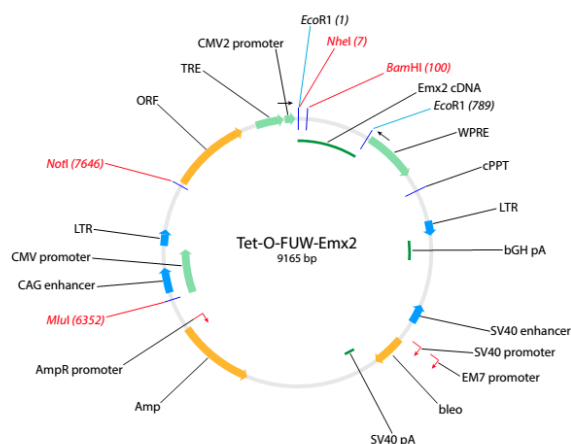 EcoR1 (1)
NheI (7)
CMV2 promoter
BamHI (100)
TRE
Emx2 cDNA
EcoR1 (789)
ORF
WPRE
NotI (7646)
cPPT
LTR
LTR
Tet-O-FUW-Emx2
9165 bp
CMV promoter
bGH pA
CAG enhancer
MluI (6352)
SV40 enhancer
SV40 promoter
AmpR promoter
EM7 promoter
Amp
bleo
SV40 pA